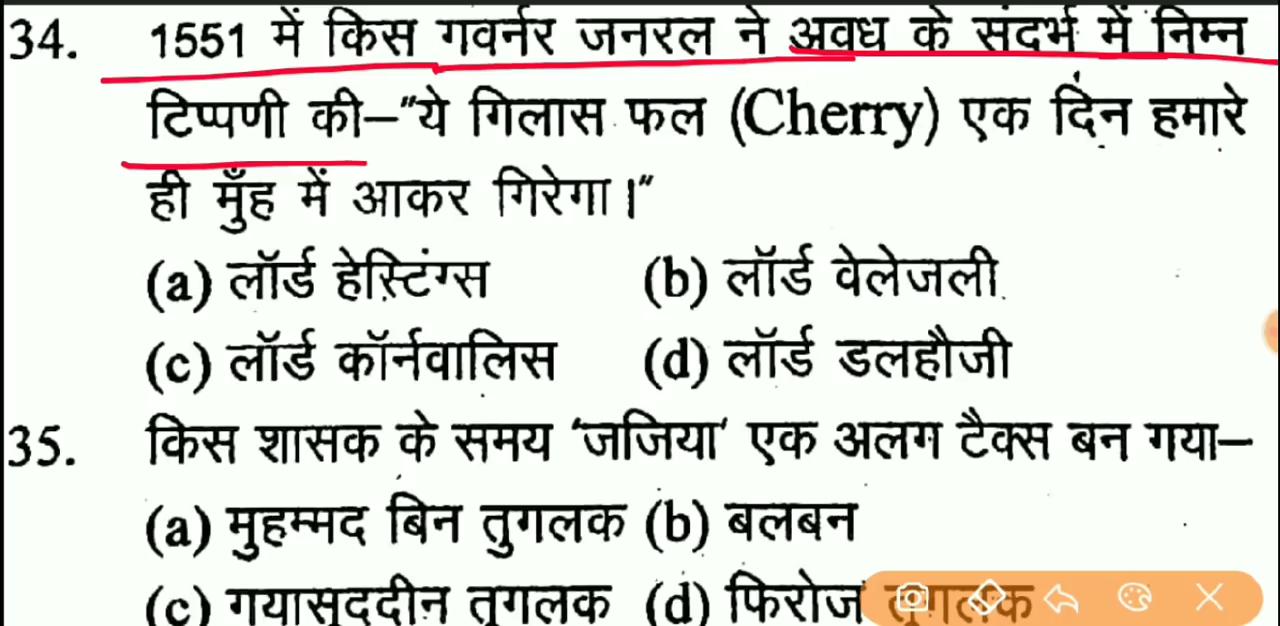 34. 1551 में किस गवर्नर जनरल ने अवध के संदर्भ में निम्न
टिप्पणी की–"ये गिलास फल (Cherry) एक दिन हमारे
ही मुँह में आकर गिरेगा।"
(a) लॉर्ड हेस्टिंग्स (b) लॉर्ड वेलेजली
(c) लॉर्ड कॉर्नवालिस (d) लॉर्ड डलहौजी
35. किस शासक के समय 'जजिया' एक अलग टैक्स बन गया–
(a) मुहम्मद बिन तुगलक (b) बलबन
(c) गयासुद्दीन तुगलक (d) फिरोज तुगलक